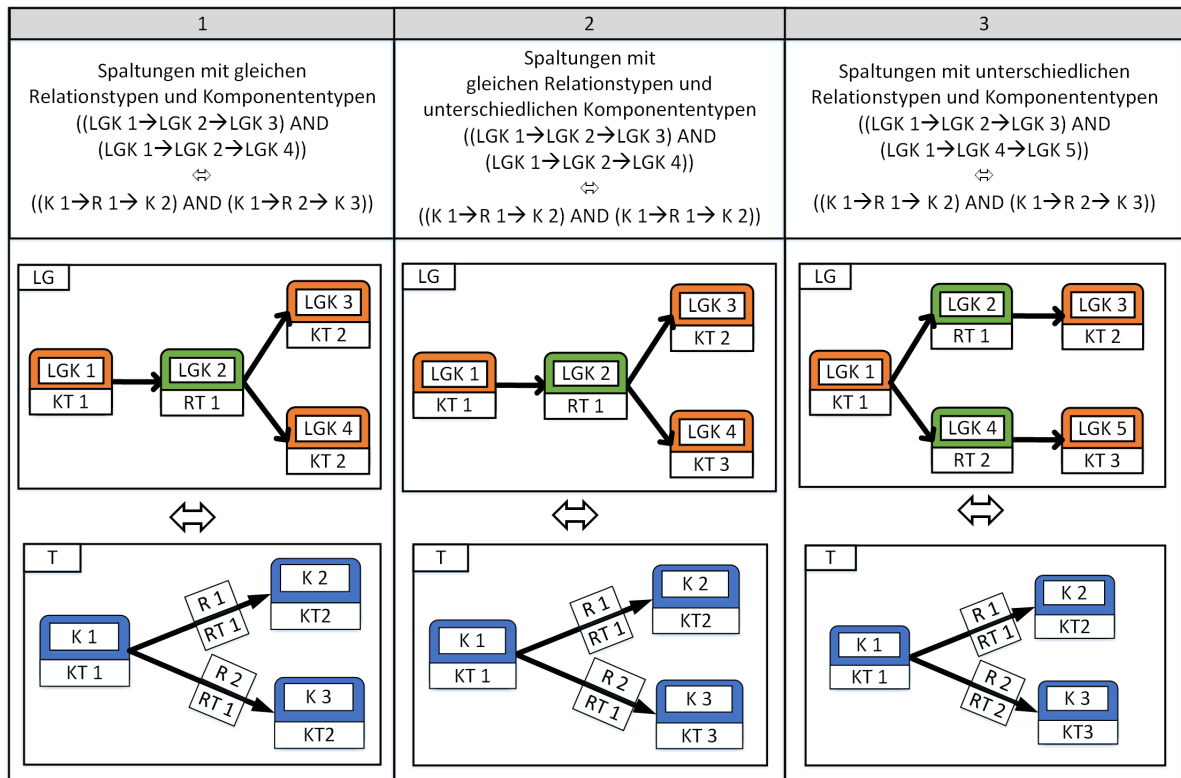 1
Spaltungen mit gleichen
Relationstypen und Komponententypen
((LGK 1→LGK 2→LGK 3) AND
(LGK 1→LGK 2→LGK 4))
⇔
((K 1→R 1→ K 2) AND (K 1→R 2→ K 3))
2
Spaltungen mit
gleichen Relationstypen und
unterschiedlichen Komponententypen
((LGK 1→LGK 2→LGK 3) AND
(LGK 1→LGK 2→LGK 4))
⇔
((K 1→R 1→ K 2) AND (K 1→R 1→ K 2))
3
Spaltungen mit unterschiedlichen
Relationstypen und Komponententypen
((LGK 1→LGK 2→LGK 3) AND
(LGK 1→LGK 4→LGK 5))
⇔
((K 1→R 1→ K 2) AND (K 1→R 2→ K 3))
LG
LGK 1
KT 1
LGK 2
RT 1
LGK 3
KT 2
LGK 4
KT 2
LG
LGK 1
KT 1
LGK 2
RT 1
LGK 3
KT 2
LGK 4
KT 3
LG
LGK 1
KT 1
LGK 2
RT 1
LGK 3
KT 2
LGK 4
RT 2
LGK 5
KT 3
T
K 1
KT 1
R 1
RT 1
K 2
KT2
R 2
RT 1
K 3
KT2
T
K 1
KT 1
R 1
RT 1
K 2
KT2
R 2
RT 1
K 3
KT 3
T
K 1
KT 1
R 1
RT 1
K 2
KT2
R 2
RT 2
K 3
KT3